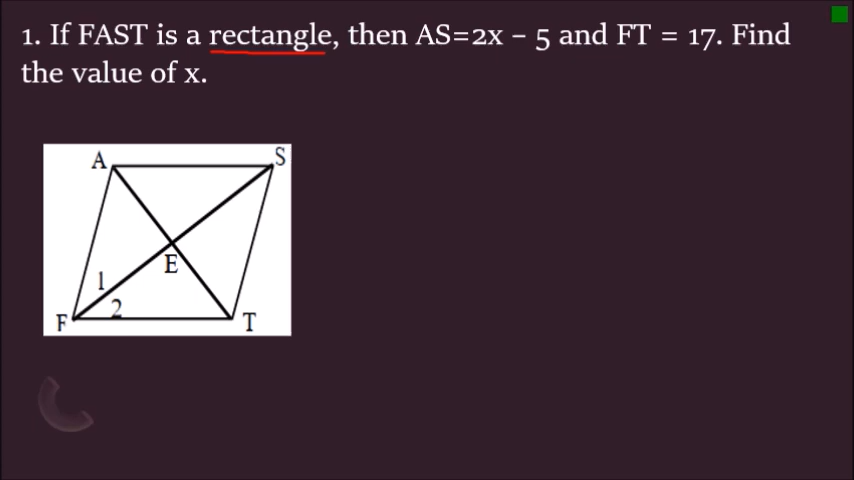 1. If FAST is a rectangle, then AS=2x – 5 and FT = 17. Find
the value of x.
A
S
E
1
2
F
T